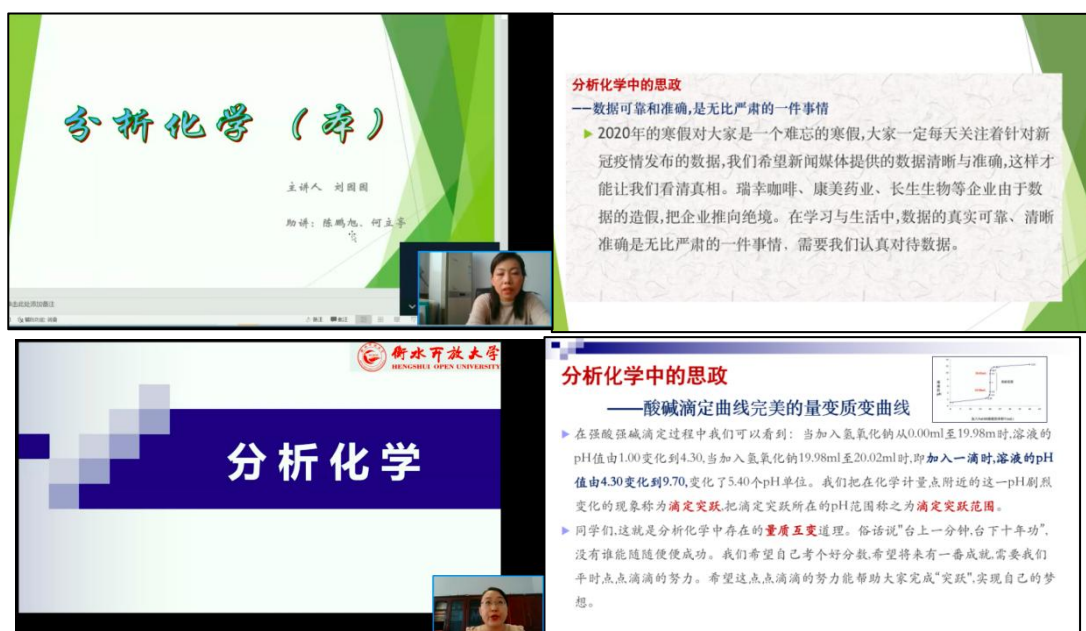 分析化学（本）
主讲人 刘园园
助讲：陈鹏旭、何立亭
单击此处添加备注
分析化学中的思政
——数据可靠和准确,是无比严肃的一件事情
2020年的寒假对大家是一个难忘的寒假,大家一定每天关注着针对新
冠疫情发布的数据,我们希望新闻媒体提供的数据清晰与准确,这样才
能让我们看清真相。瑞幸咖啡、康美药业、长生生物等企业由于数
据的造假,把企业推向绝境。在学习与生活中,数据的真实可靠、清晰
准确是无比严肃的一件事情，需要我们认真对待数据。
衡水开放大学
HENGSHUI OPEN UNIVERSITY
分析化学
分析化学中的思政
——酸碱滴定曲线完美的量变质变曲线
在强酸强碱滴定过程中我们可以看到：当加入氢氧化钠从0.00ml至19.98m时,溶液的
pH值由1.00变化到4.30,当加入氢氧化钠19.98ml至20.02ml时,即加入一滴时,溶液的pH
值由4.30变化到9.70,变化了5.40个pH单位。我们把在化学计量点附近的这一pH剧烈
变化的现象称为滴定突跃,把滴定突跃所在的pH范围称之为滴定突跃范围。
同学们,这就是分析化学中存在的量质互变道理。俗话说"台上一分钟,台下十年功",
没有谁能随随便便成功。我们希望自己考个好分数,希望将来有一番成就,需要我们
平时点点滴滴的努力。希望这点点滴滴的努力能帮助大家完成"突跃",实现自己的梦
想。